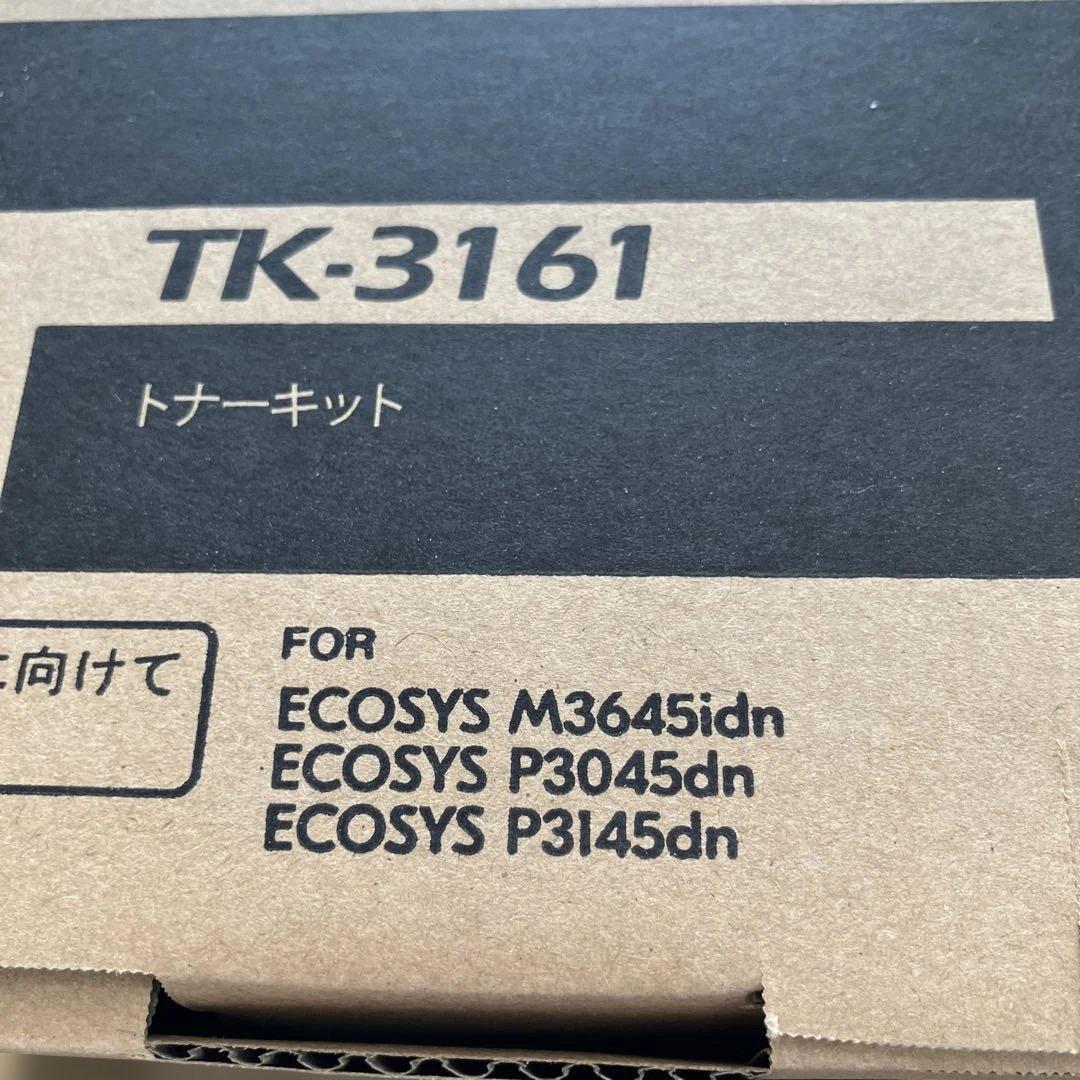 TK-3161
トナーキット
に向けて
FOR
ECOSYS M3645idn
ECOSYS P3045dn
ECOSYS P3145dn